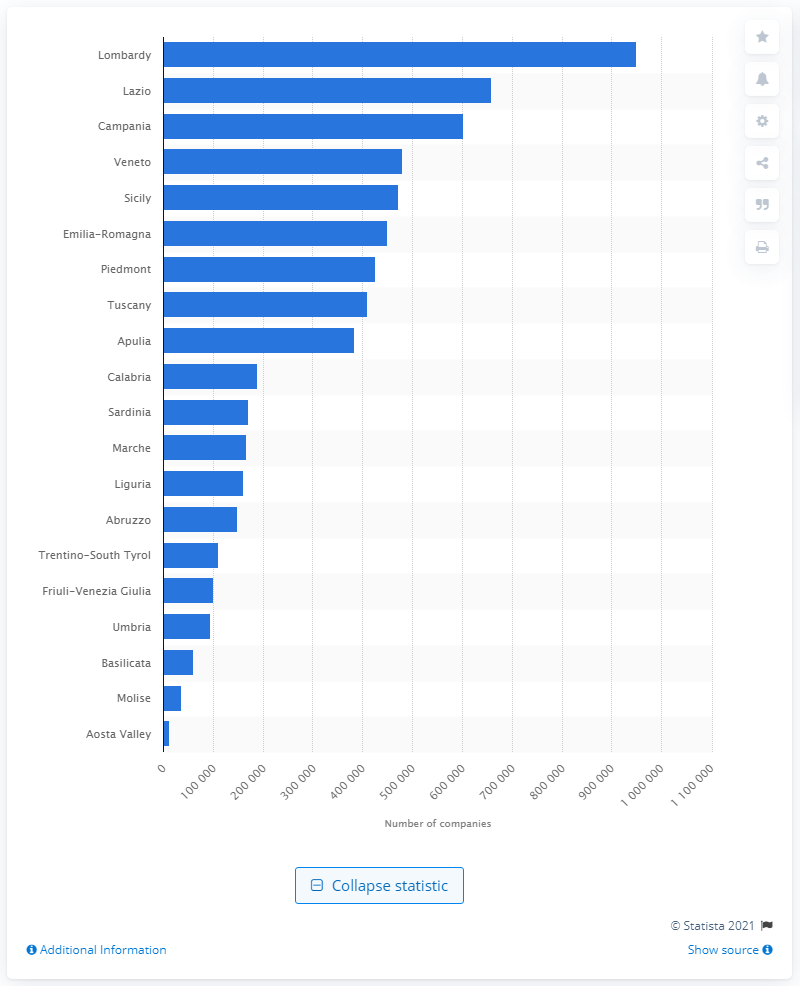 Lombardy
Lazio
Campania
Veneto
Sicily
Emilia-Romagna
Piedmont
Tuscany
Apulia
Calabria
Sardinia
Marche
Liguria
Abruzzo
Trentino-South Tyrol
Friuli-Venezia Giulia
Umbria
Basilicata
Molise
Aosta Valley
0 100 000 200 000 300 000 400 000 500 000 600 000 700 000 800 000 900 000 1 000 000 1 100 000
Number of companies
Collapse statistic
© Statista 2021
Additional Information Show source